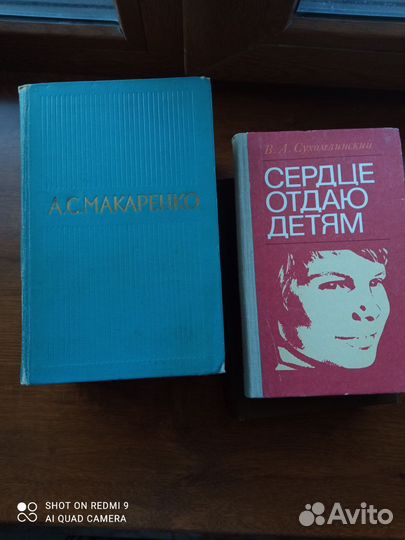 А.С.МАКАРЕНКО
В. А. Сухомлинский
СЕРДЦЕ
ОТДАЮ
ДЕТЯМ
SHOT ON REDMI 9
AI QUAD CAMERA
Avito